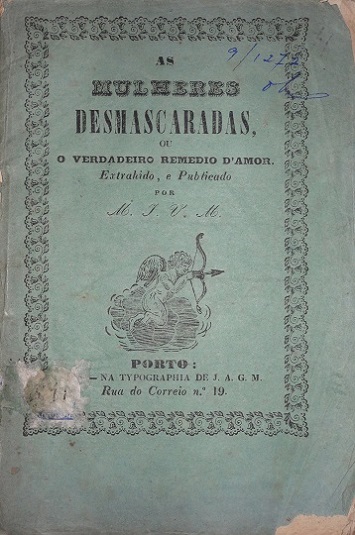 AS
MULHERES
DESMASCARADAS,
OU
O VERDADEIRO REMEDIO D'AMOR.
Extrahido, e Publicado
POR
M. J. V. M.
PORTO:
— NA TYPOGRAPHIA DE J. A. G. M.
Rua do Correio n.º 19.